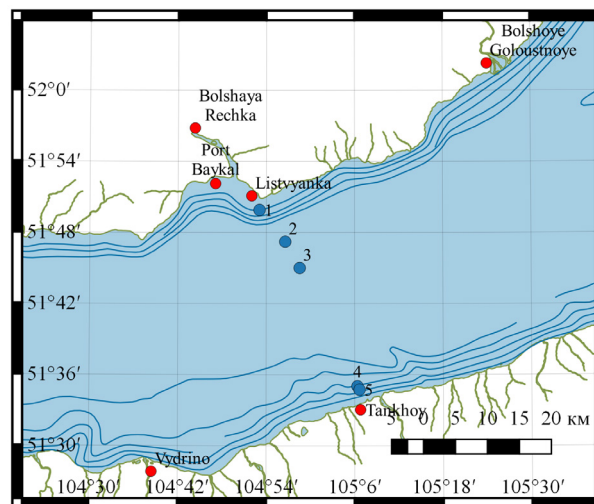 Bolshoye
Goloustnoye
52°0′
Bolshaya
Rechka
Port
51°54′
Baykal
Listvyanka
1
51°48′
2
3
51°42′
51°36′
4
5
Tankhoy
5 0 5 10 15 20 км
51°30′
Vydrino
104°30′ 104°42′ 104°54′ 105°6′ 105°18′ 105°30′